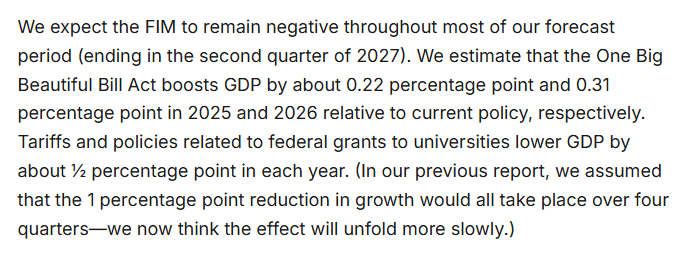 We expect the FIM to remain negative throughout most of our forecast
period (ending in the second quarter of 2027). We estimate that the One Big
Beautiful Bill Act boosts GDP by about 0.22 percentage point and 0.31
percentage point in 2025 and 2026 relative to current policy, respectively.
Tariffs and policies related to federal grants to universities lower GDP by
about ½ percentage point in each year. (In our previous report, we assumed
that the 1 percentage point reduction in growth would all take place over four
quarters—we now think the effect will unfold more slowly.)